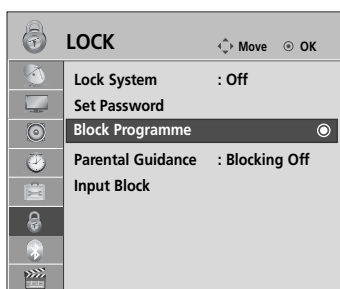 LOCK Move OK
Lock System : Off
Set Password
Block Programme
Parental Guidance : Blocking Off
Input Block